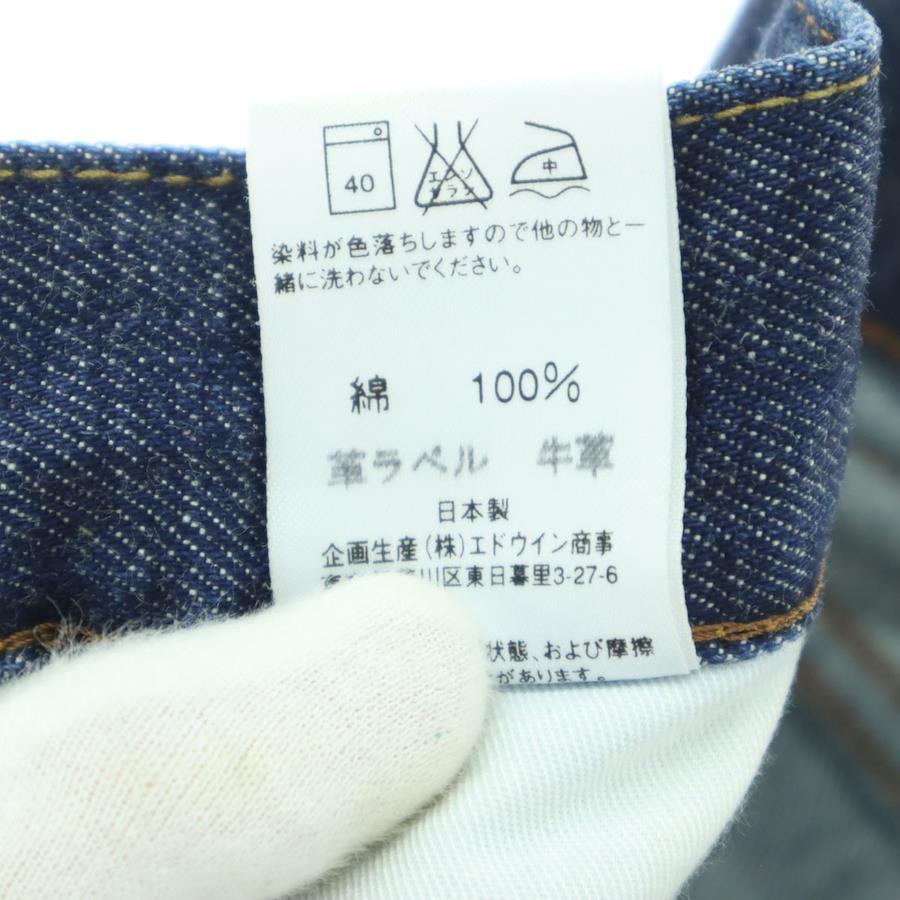 40
エンソ
サラシ
中
染料が色落ちしますので他の物と一
緒に洗わないでください。
綿 100%
革ラベル 牛革
日本製
企画生産(株)エドウイン商事
川区東日暮里3-27-6
状態、および摩擦
があります。